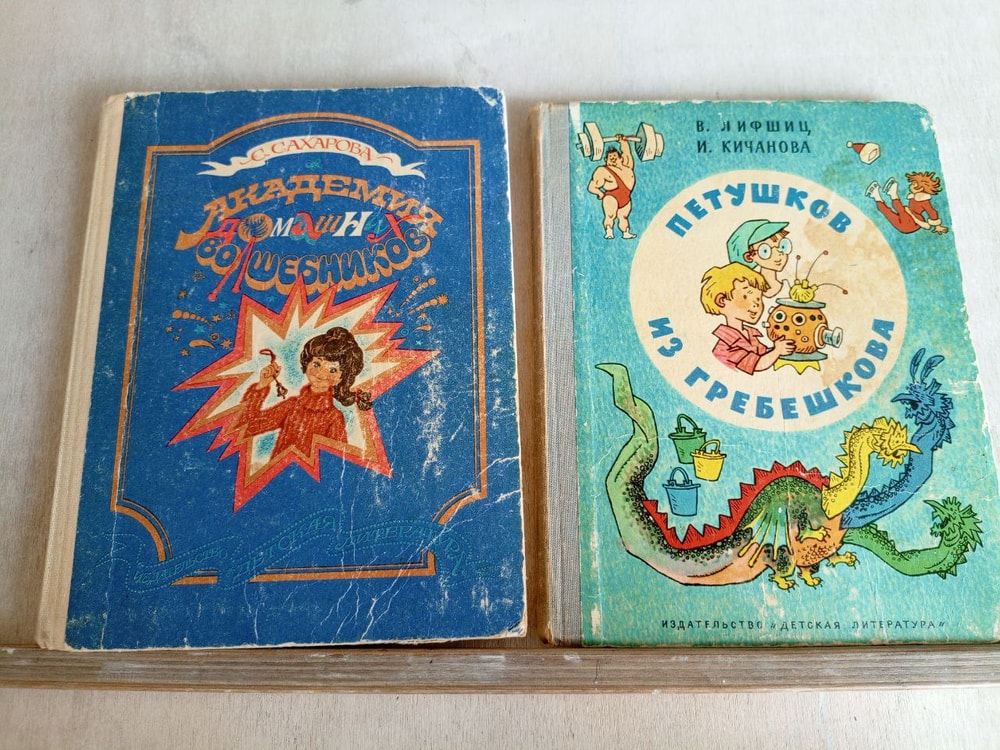 С. САХАРОВА
АКАДЕМИЯ
ДОМАШНИХ
ВОЛШЕБНИКОВ
В. ЛИФШИЦ
И. КИЧАНОВА
ПЕТУШКОВ
ИЗ
ГРЕБЕШКОВА
ИЗДАТЕЛЬСТВО «ДЕТСКАЯ ЛИТЕРАТУРА»